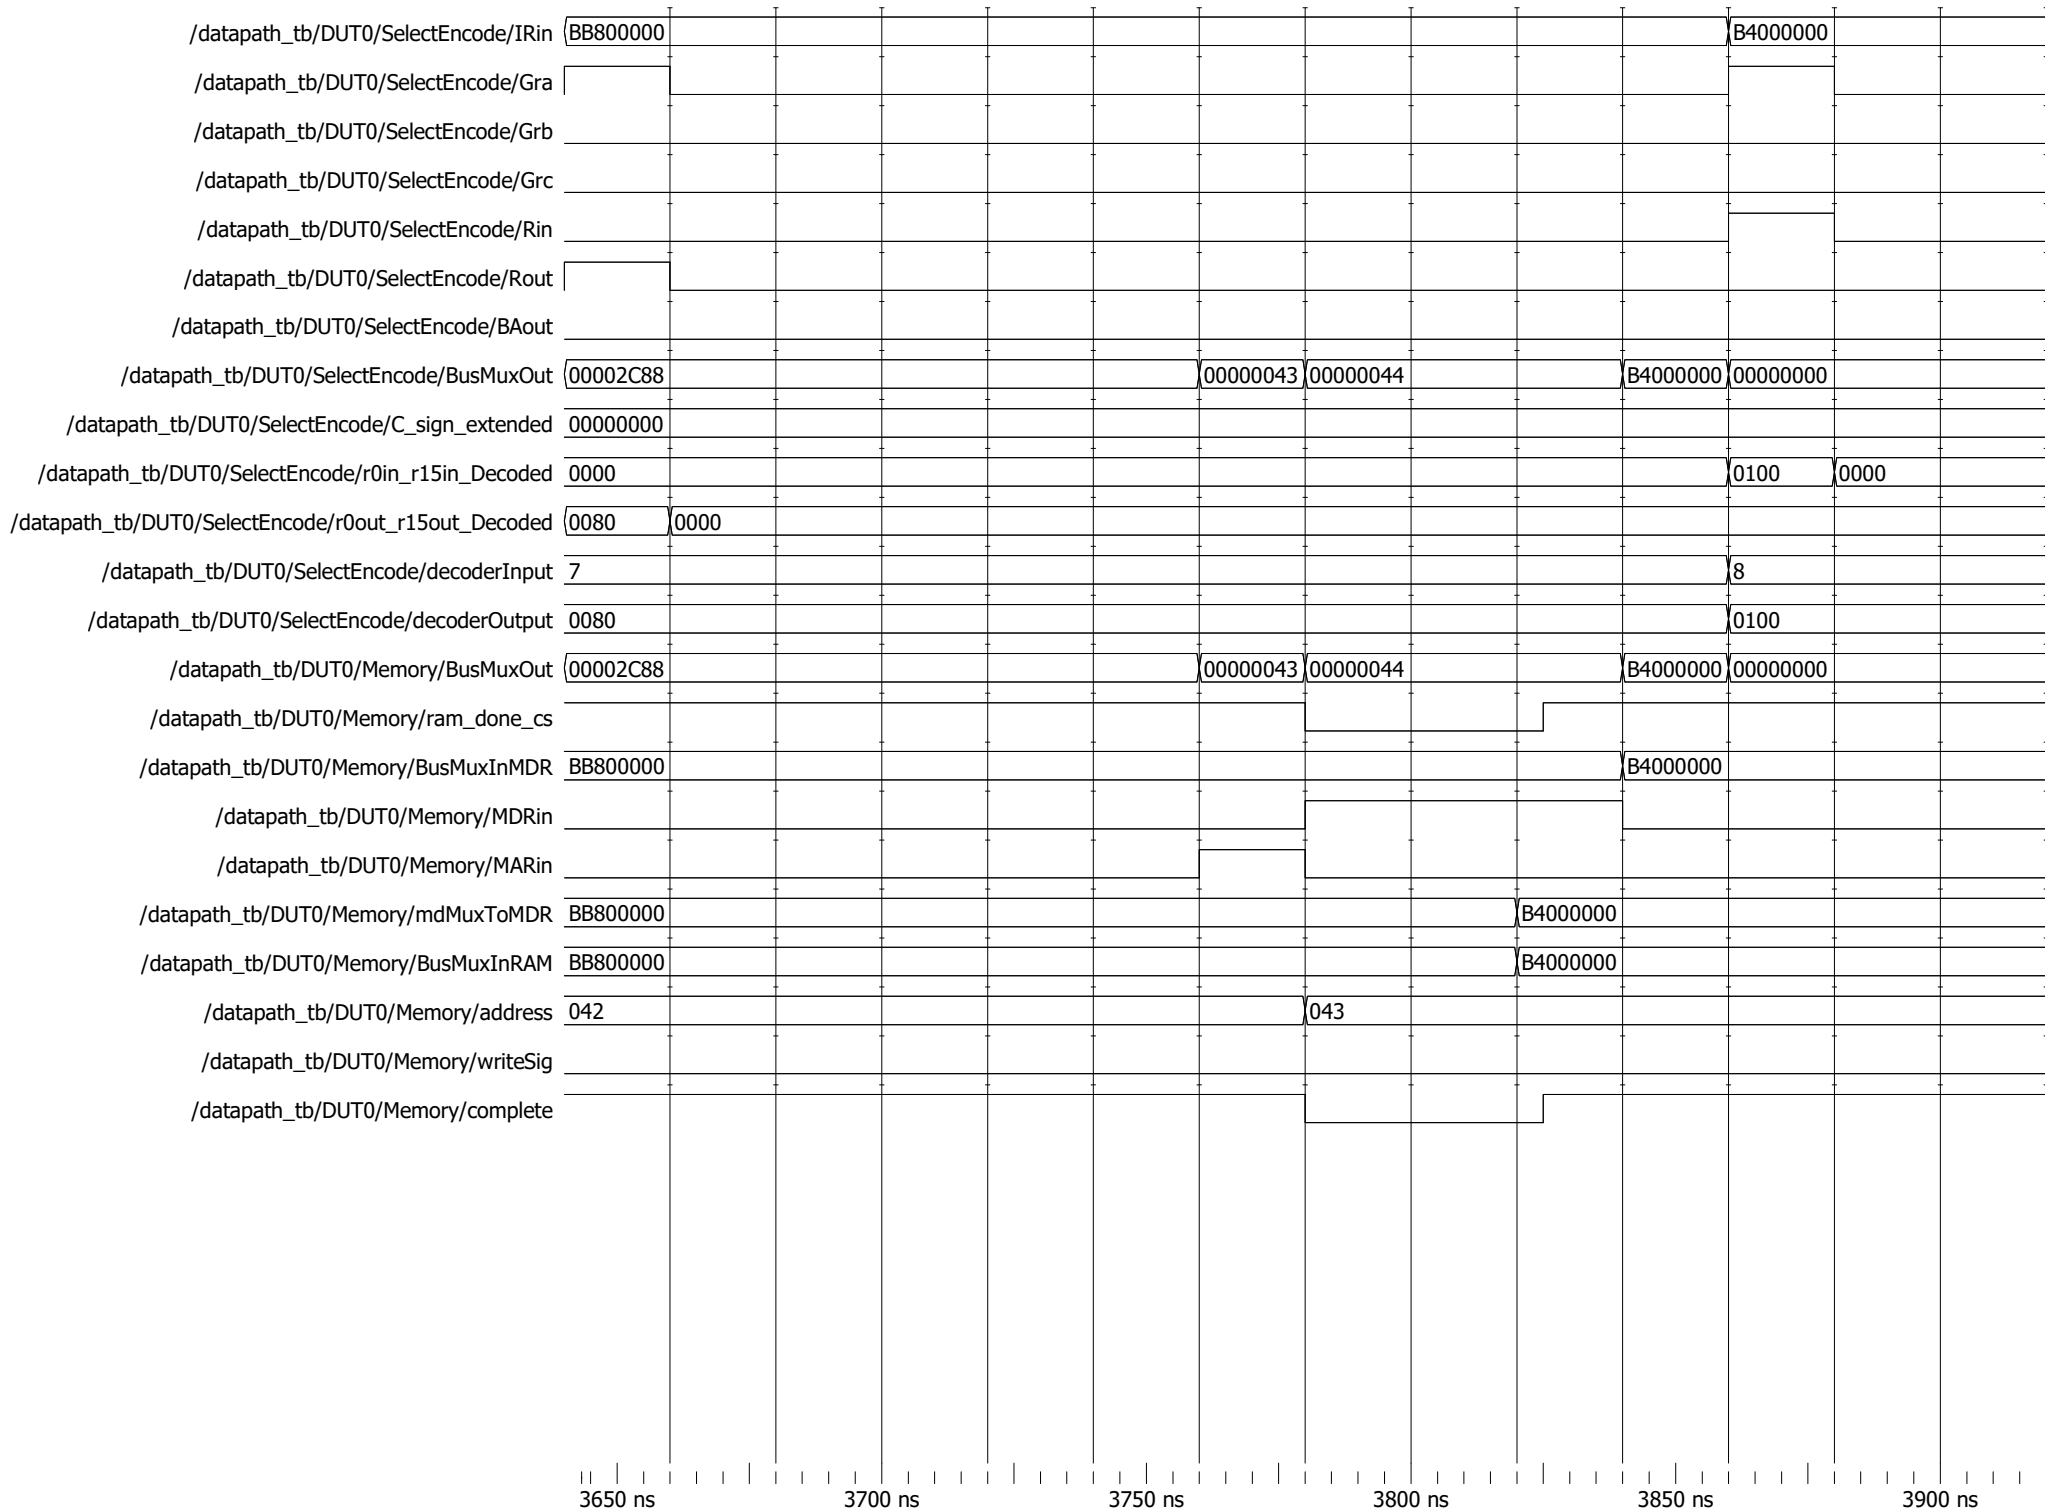 /datapath_tb/DUT0/SelectEncode/IRin BB800000 B4000000
/datapath_tb/DUT0/SelectEncode/Gra
/datapath_tb/DUT0/SelectEncode/Grb
/datapath_tb/DUT0/SelectEncode/Grc
/datapath_tb/DUT0/SelectEncode/Rin
/datapath_tb/DUT0/SelectEncode/Rout
/datapath_tb/DUT0/SelectEncode/BAout
/datapath_tb/DUT0/SelectEncode/BusMuxOut 00002C88 00000043 00000044 B4000000 00000000
/datapath_tb/DUT0/SelectEncode/C_sign_extended 00000000
/datapath_tb/DUT0/SelectEncode/r0in_r15in_Decoded 0000 0100 0000
/datapath_tb/DUT0/SelectEncode/r0out_r15out_Decoded 0080 0000
/datapath_tb/DUT0/SelectEncode/decoderInput 7 8
/datapath_tb/DUT0/SelectEncode/decoderOutput 0080 0100
/datapath_tb/DUT0/Memory/BusMuxOut 00002C88 00000043 00000044 B4000000 00000000
/datapath_tb/DUT0/Memory/ram_done_cs
/datapath_tb/DUT0/Memory/BusMuxInMDR BB800000 B4000000
/datapath_tb/DUT0/Memory/MDRin
/datapath_tb/DUT0/Memory/MARin
/datapath_tb/DUT0/Memory/mdMuxToMDR BB800000 B4000000
/datapath_tb/DUT0/Memory/BusMuxInRAM BB800000 B4000000
/datapath_tb/DUT0/Memory/address 042 043
/datapath_tb/DUT0/Memory/writeSig
/datapath_tb/DUT0/Memory/complete
3650 ns 3700 ns 3750 ns 3800 ns 3850 ns 3900 ns